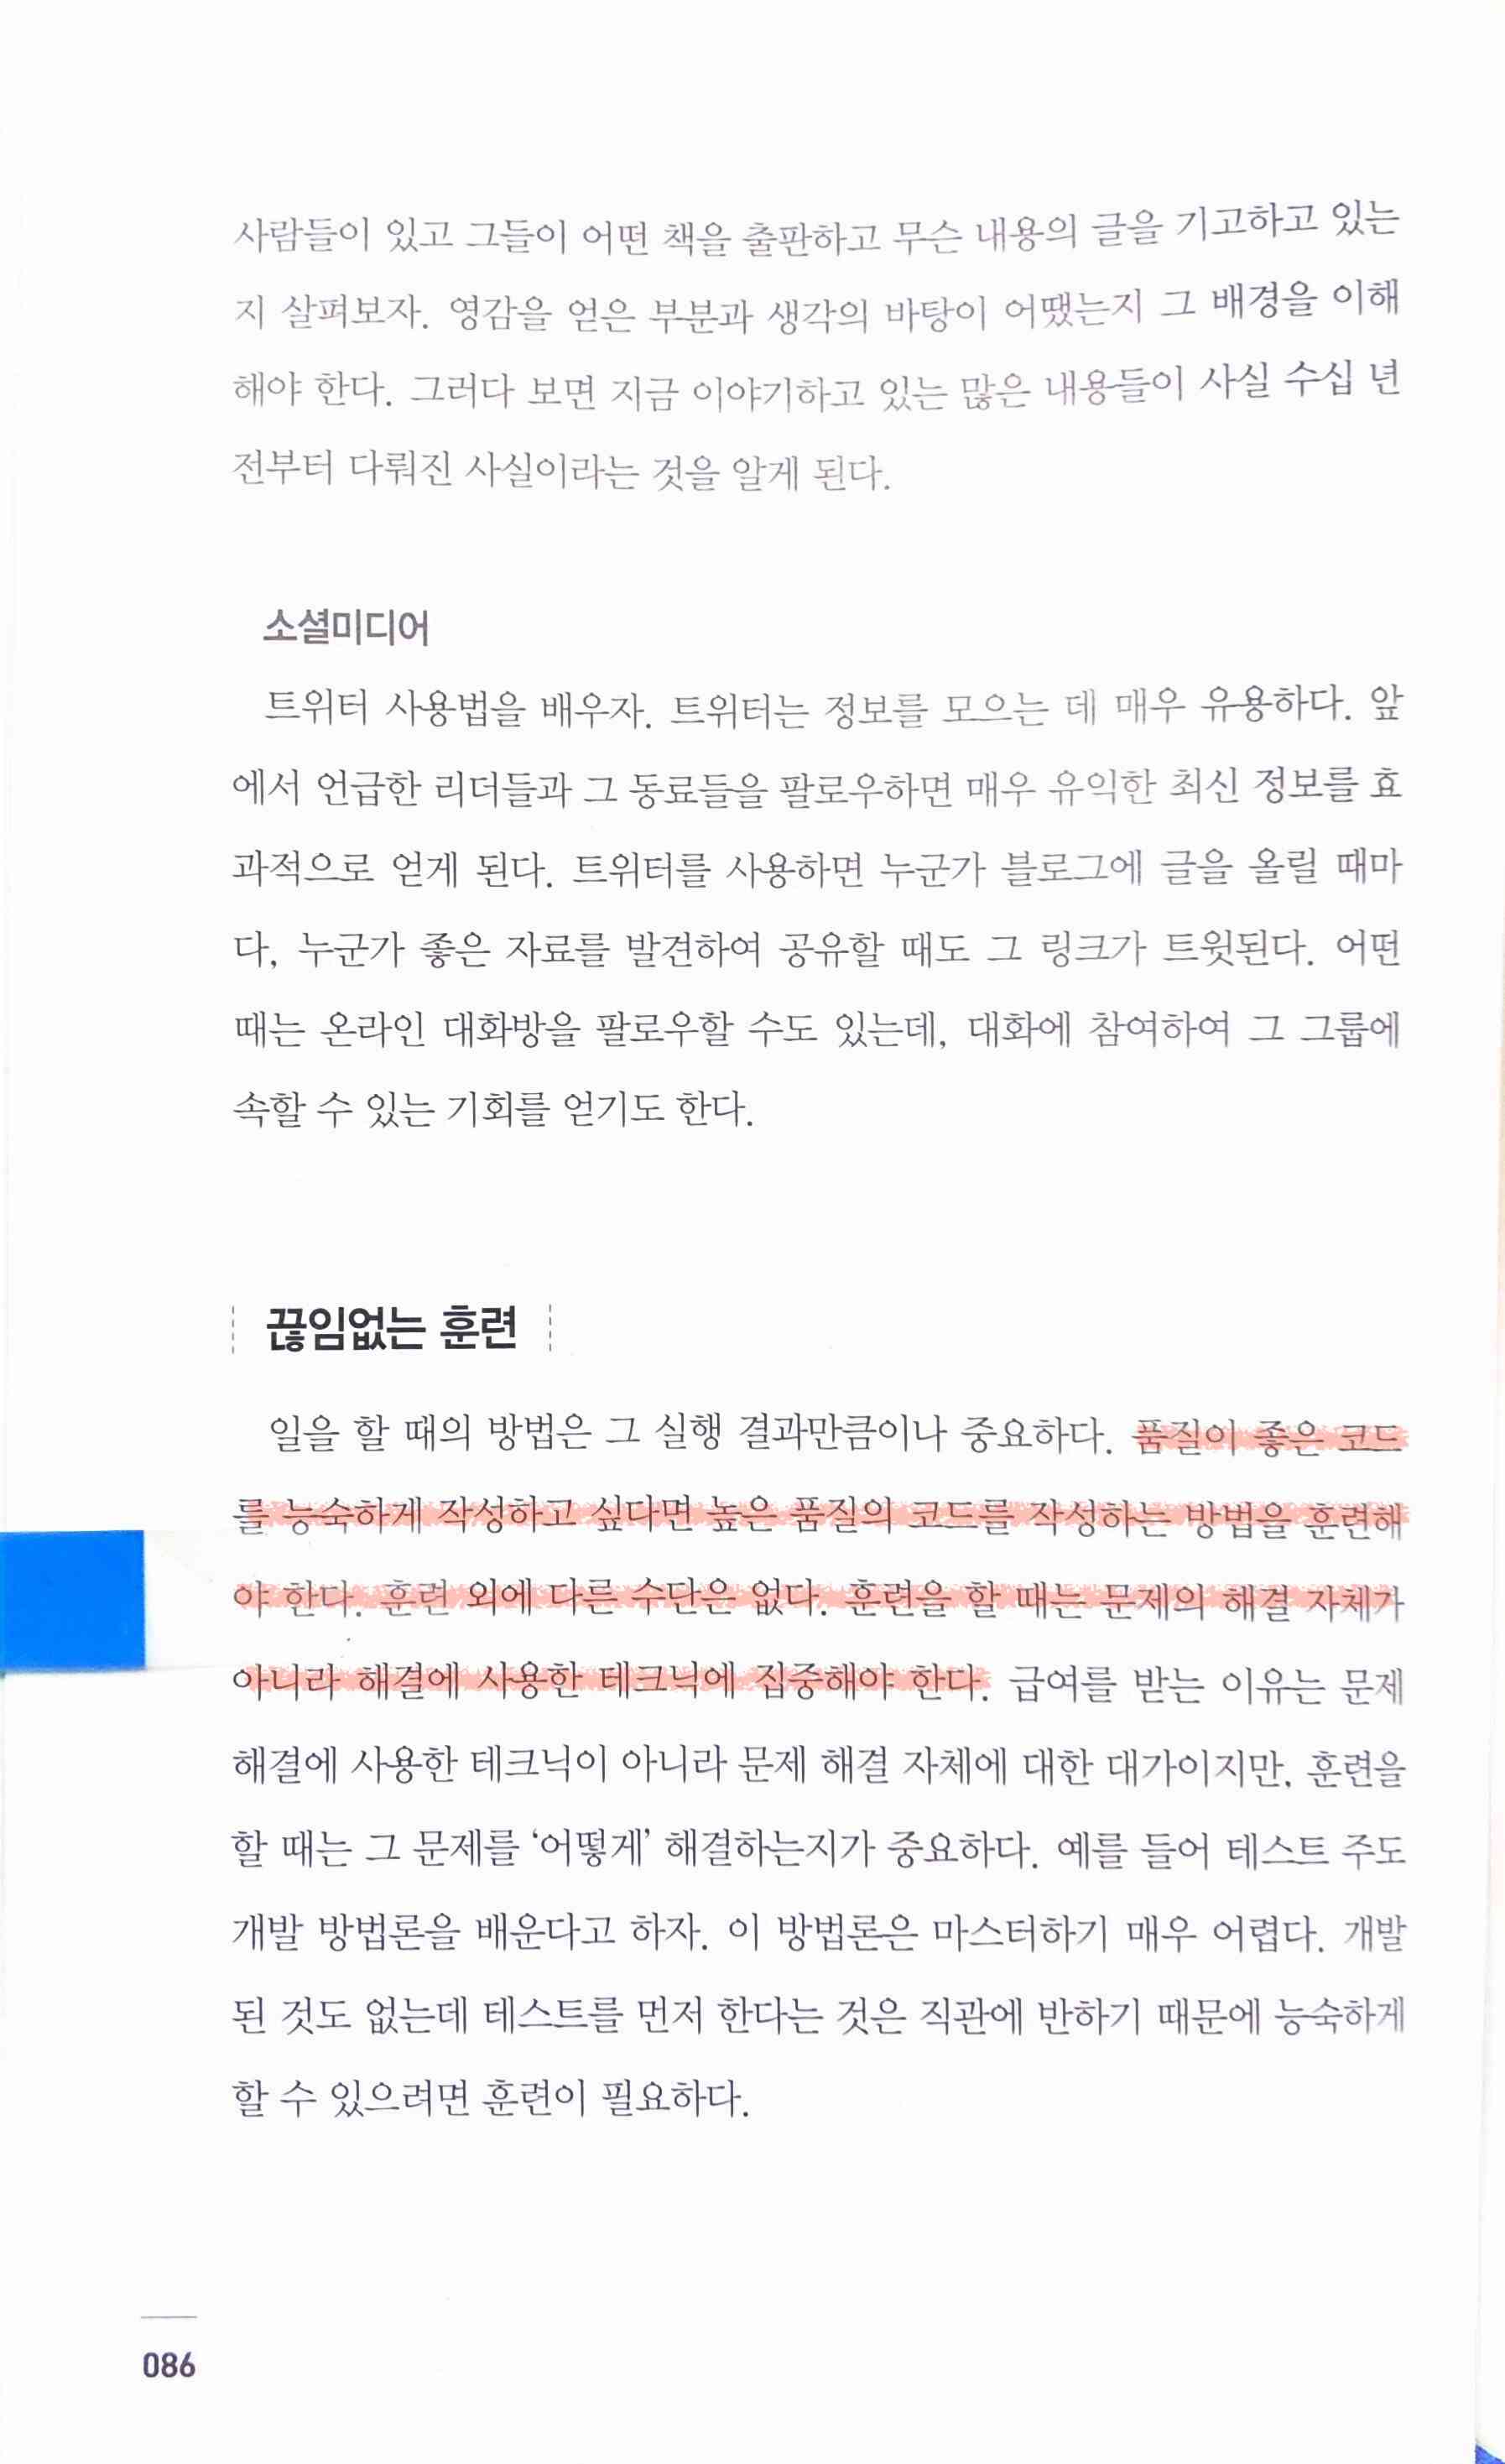 사람들이 있고 그들이 어떤 책을 출판하고 무슨 내용의 글을 기고하고 있는
지 살펴보자. 영감을 얻은 부분과 생각의 바탕이 어땠는지 그 배경을 이해
해야 한다. 그러다 보면 지금 이야기하고 있는 많은 내용들이 사실 수십 년
전부터 다뤄진 사실이라는 것을 알게 된다.
소셜미디어
트위터 사용법을 배우자. 트위터는 정보를 모으는 데 매우 유용하다. 앞
에서 언급한 리더들과 그 동료들을 팔로우하면 매우 유익한 최신 정보를 효
과적으로 얻게 된다. 트위터를 사용하면 누군가 블로그에 글을 올릴 때마
다, 누군가 좋은 자료를 발견하여 공유할 때도 그 링크가 트윗된다. 어떤
때는 온라인 대화방을 팔로우할 수도 있는데, 대화에 참여하여 그 그룹에
속할 수 있는 기회를 얻기도 한다.
끊임없는 훈련
일을 할 때의 방법은 그 실행 결과만큼이나 중요하다. 품질이 좋은 코드
를 능숙하게 작성하고 싶다면 높은 품질의 코드를 작성하는 방법을 훈련해
야 한다. 훈련 외에 다른 수단은 없다. 훈련을 할 때는 문제의 해결 자체가
아니라 해결에 사용한 테크닉에 집중해야 한다. 급여를 받는 이유는 문제
해결에 사용한 테크닉이 아니라 문제 해결 자체에 대한 대가이지만, 훈련을
할 때는 그 문제를 ‘어떻게’ 해결하는지가 중요하다. 예를 들어 테스트 주도
개발 방법론을 배운다고 하자. 이 방법론은 마스터하기 매우 어렵다. 개발
된 것도 없는데 테스트를 먼저 한다는 것은 직관에 반하기 때문에 능숙하게
할 수 있으려면 훈련이 필요하다.
086